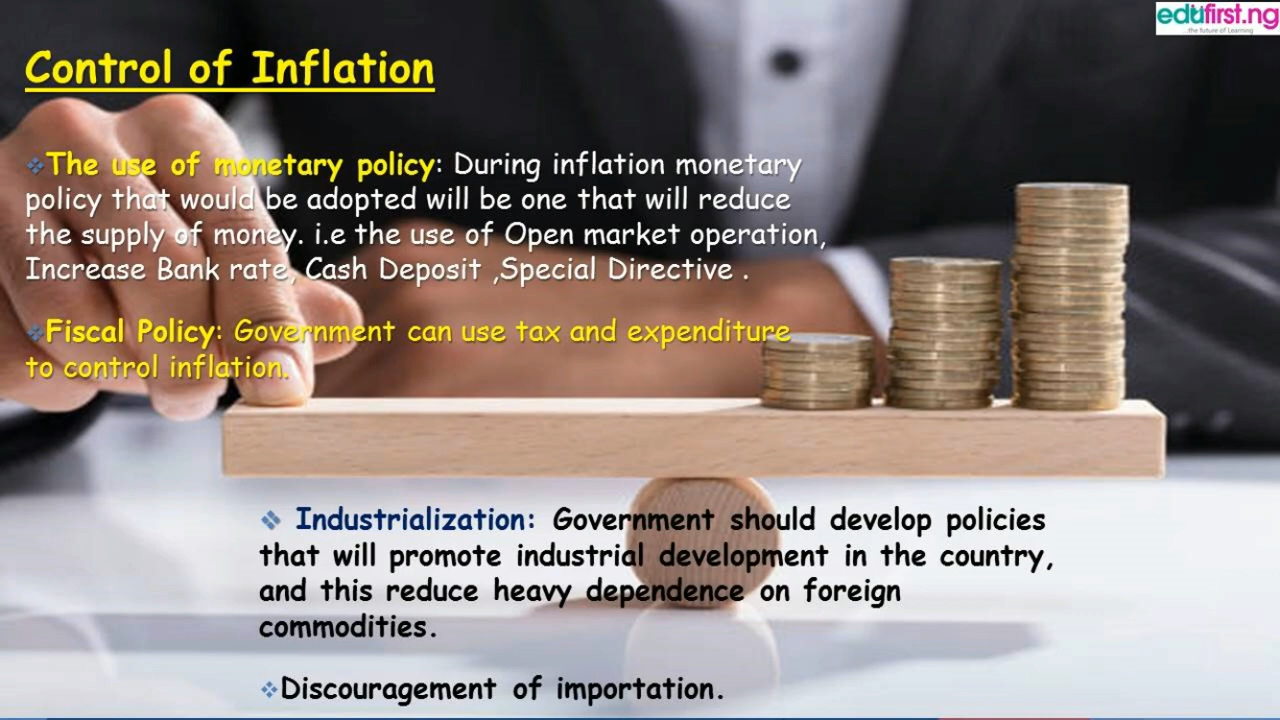 edufirst.ng
...the future of Learning
Control of Inflation
❖The use of monetary policy: During inflation monetary
policy that would be adopted will be one that will reduce
the supply of money. i.e the use of Open market operation,
Increase Bank rate, Cash Deposit ,Special Directive .
❖Fiscal Policy: Government can use tax and expenditure
to control inflation.
❖ Industrialization: Government should develop policies
that will promote industrial development in the country,
and this reduce heavy dependence on foreign
commodities.
❖Discouragement of importation.